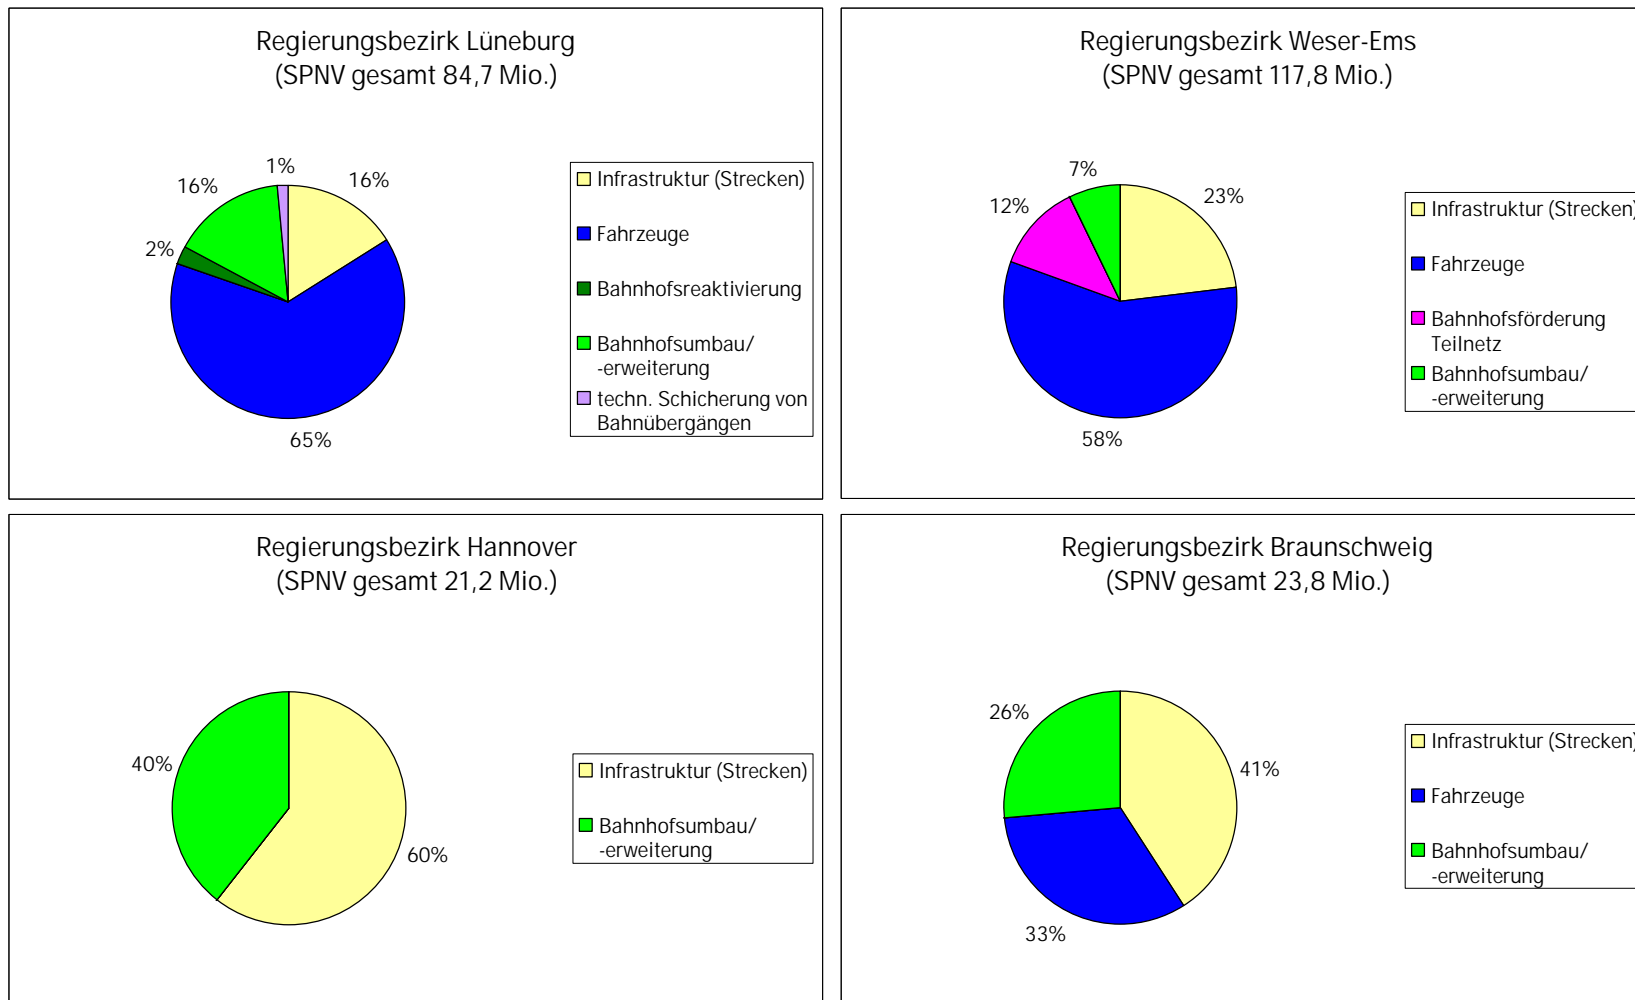 Regierungsbezirk Lüneburg
(SPNV gesamt 84,7 Mio.)
1%
16%
16%
2%
65%
Infrastruktur (Strecken)
Fahrzeuge
Bahnhofsreaktivierung
Bahnhofsumbau/
-erweiterung
techn. Schicherung von
Bahnübergängen
Regierungsbezirk Weser-Ems
(SPNV gesamt 117,8 Mio.)
7%
23%
12%
58%
Infrastruktur (Strecken)
Fahrzeuge
Bahnhofsförderung
Teilnetz
Bahnhofsumbau/
-erweiterung
Regierungsbezirk Hannover
(SPNV gesamt 21,2 Mio.)
40%
60%
Infrastruktur (Strecken)
Bahnhofsumbau/
-erweiterung
Regierungsbezirk Braunschweig
(SPNV gesamt 23,8 Mio.)
26%
41%
33%
Infrastruktur (Strecken)
Fahrzeuge
Bahnhofsumbau/
-erweiterung